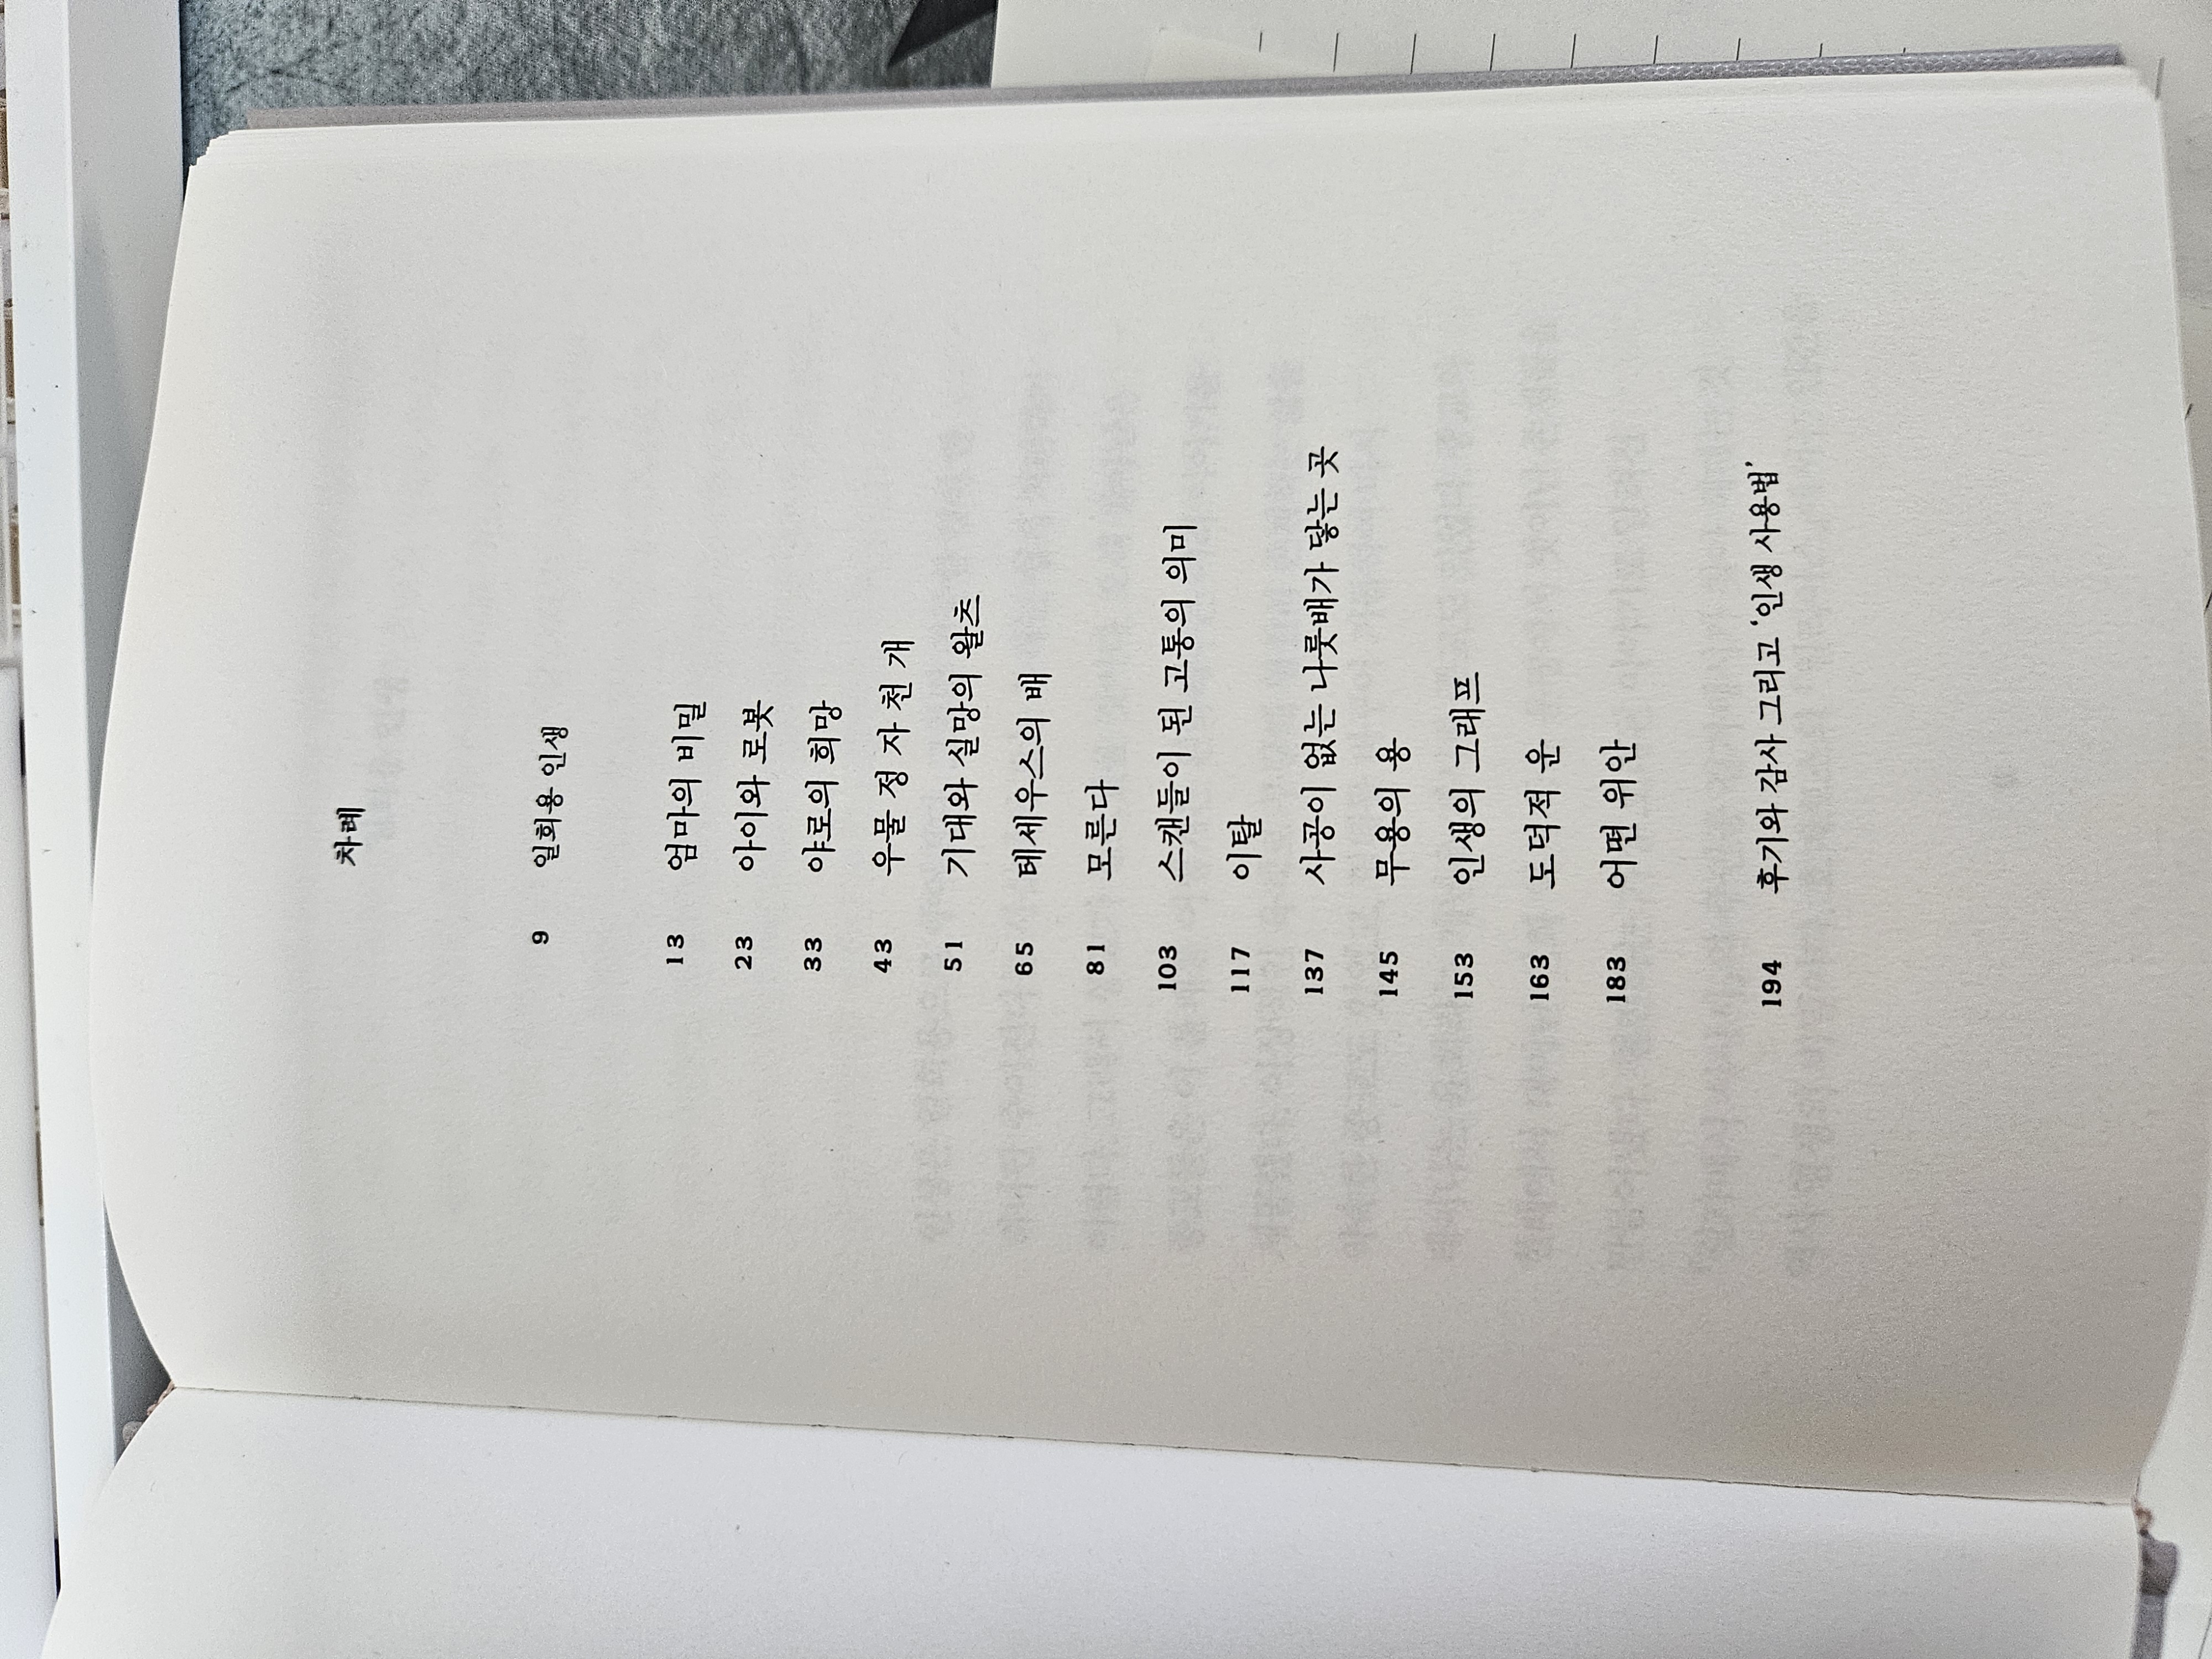 차례
9 일회용 인생
13 엄마의 비밀
23 아이와 로봇
33 야로의 희망
43 우물 정 자 천 개
51 기대와 실망의 왈츠
65 테세우스의 배
81 모른다
103 스캔들이 된 고통의 의미
117 이탈
137 사공이 없는 나룻배가 닿는 곳
145 무용의 용
153 인생의 그래프
163 도덕적 운
183 어떤 위안
194 후기와 감사 그리고 ‘인생 사용법’